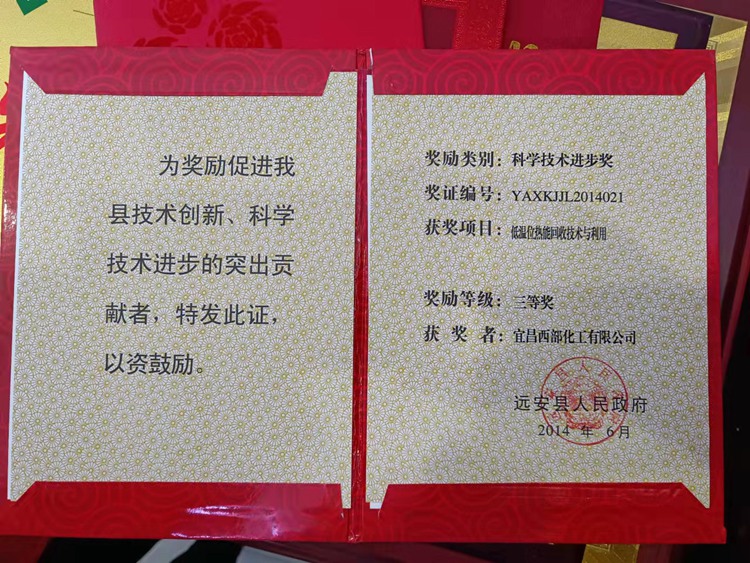 为奖励促进我
县技术创新、科学
技术进步的突出贡
献者，特发此证，
以资鼓励。
奖励类别：科学技术进步奖
奖证编号：YAXKJJL2014021
获奖项目：低温位热能回收技术与利用
奖励等级：三等奖
获 奖 者：宜昌西部化工有限公司
远安县人民政府
2014 年 6月